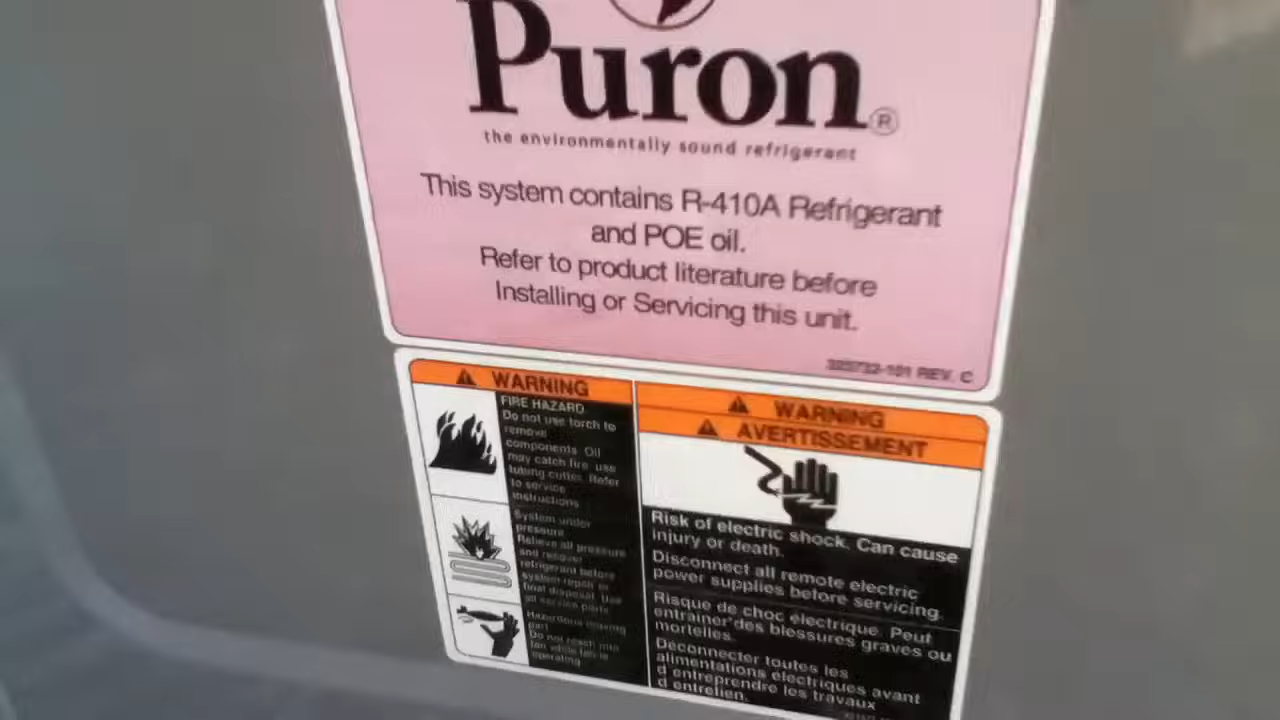 Puron®
the environmentally sound refrigerant
This system contains R-410A Refrigerant
and POE oil.
Refer to product literature before
Installing or Servicing this unit.
REV. C
WARNING
FIRE HAZARD
Do not use torch to
remove
components. Oil
may catch fire. use
tubing cutter. Refer
to service
instructions
System under
pressure
Relieve all pressure
and recover
refrigerant before
system repair or
final disposal. Use
all service ports
Hazardous moving
part
Do not reach into
fan while fan is
operating
WARNING
AVERTISSEMENT
Risk of electric shock. Can cause
injury or death.
Disconnect all remote electric
power supplies before servicing.
Risque de choc électrique. Peut
entrainer des blessures graves ou
mortelles.
Déconnecter toutes les
alimentations électriques avant
d entreprendre les travaux
d entretien.